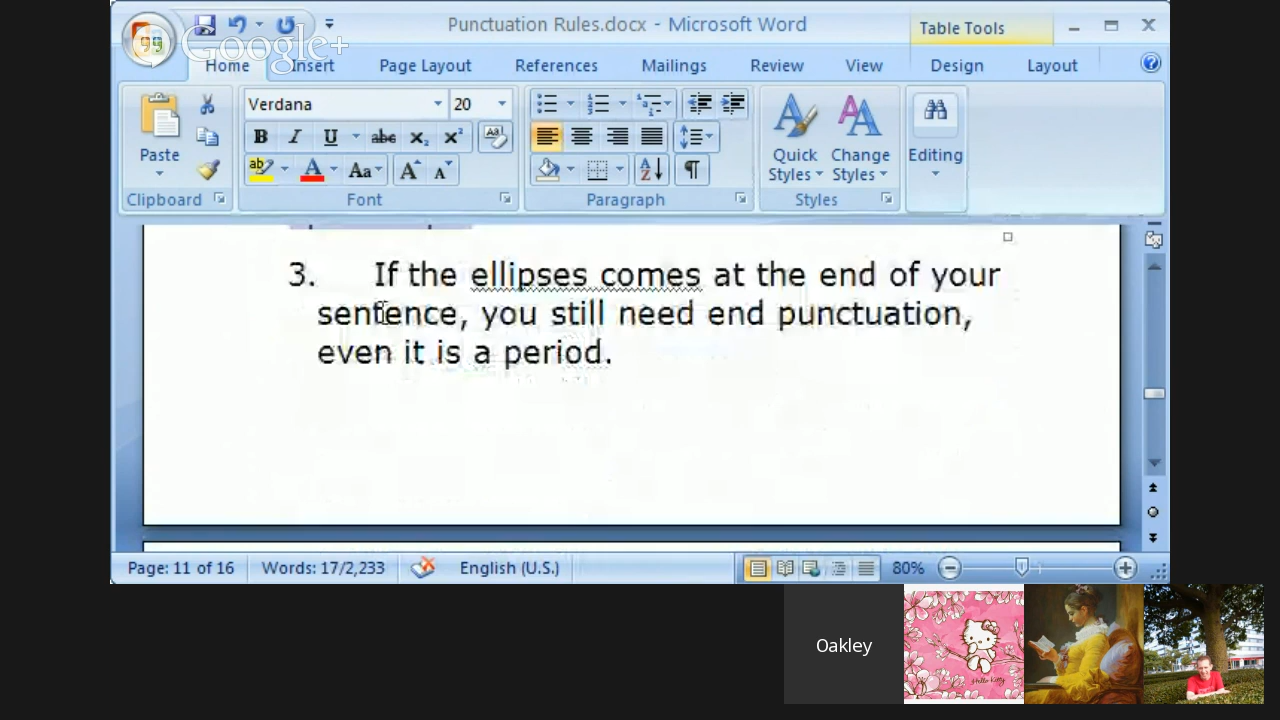 Punctuation Rules.docx - Microsoft Word
Table Tools
Google+
Home Insert Page Layout References Mailings Review View Design Layout
Verdana 20
Paste
Quick Styles
Change Styles
Editing
Clipboard Font Paragraph Styles
3. If the ellipses comes at the end of your
sentence, you still need end punctuation,
even it is a period.
Page: 11 of 16 Words: 17/2,233 English (U.S.) 80%
Oakley
Hello Kitty